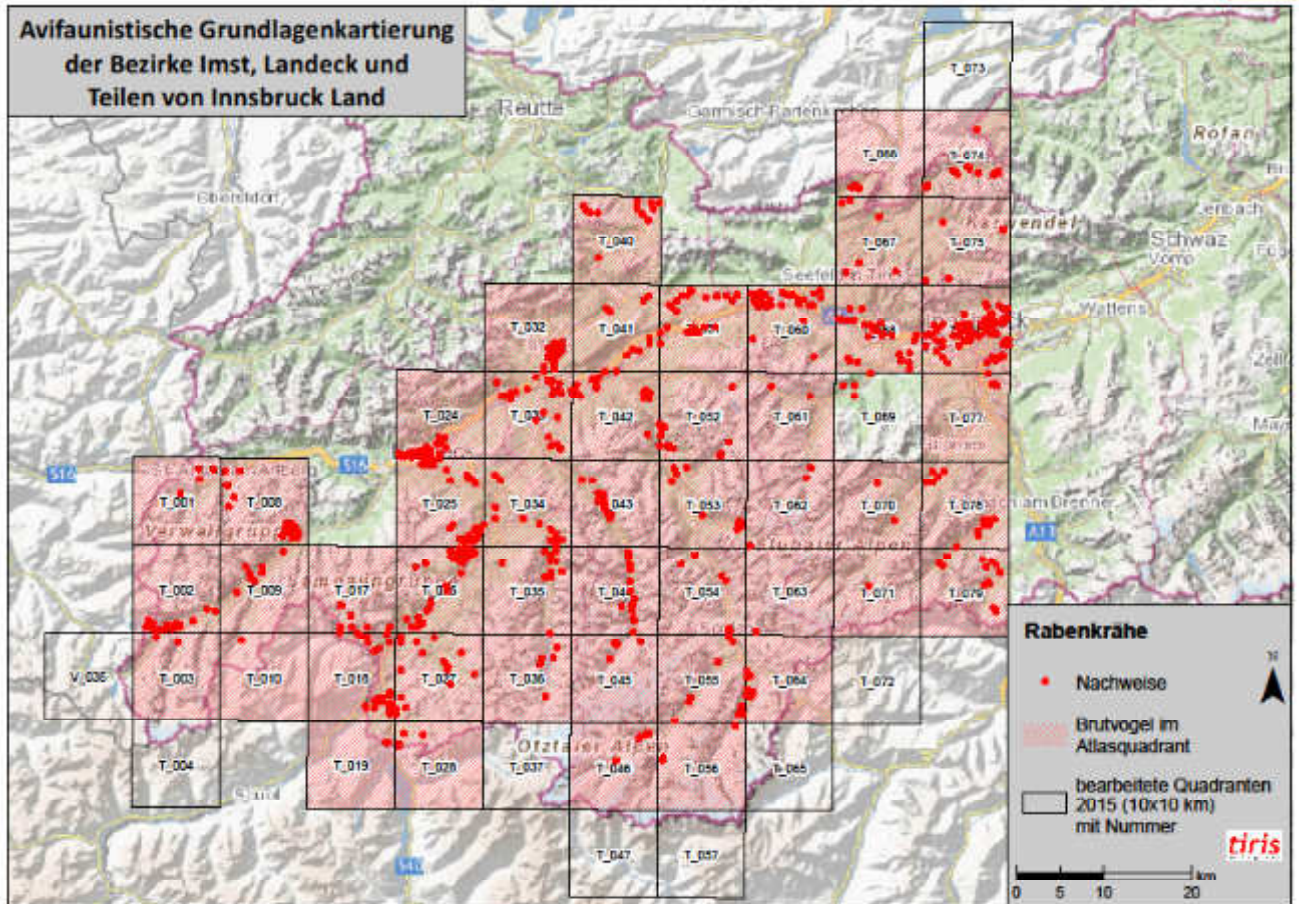 Avifaunistische Grundlagenkartierung
der Bezirke Imst, Landeck und
Teilen von Innsbruck Land
T_073
Reutte
Garmisch-Partenkirchen
Rofan
T_066
T_074
Oberstdorf
Jenbach
T_040
T_067
T_075
Karwendel
Schwaz
Vomp
Seefeld in Tirol
Wattens
T_032
T_041
T_060
T_024
T_042
T_052
T_061
T_069
T_077
S16
S16
T_001
T_008
T_025
T_034
T_043
T_053
T_062
T_070
T_078
Verwallgruppe
A13
T_002
T_009
T_017
T_035
T_054
T_063
T_071
T_079
V_036
T_003
T_010
T_018
T_027
T_036
T_045
T_055
T_064
T_072
Ötztaler Alpen
T_004
T_019
T_028
T_037
T_046
T_056
T_065
T_047
T_057
Rabenkrähe
N
Nachweise
Brutvogel im
Atlasquadrant
bearbeitete Quadranten
2015 (10x10 km)
mit Nummer
tiris
km
0 5 10 20